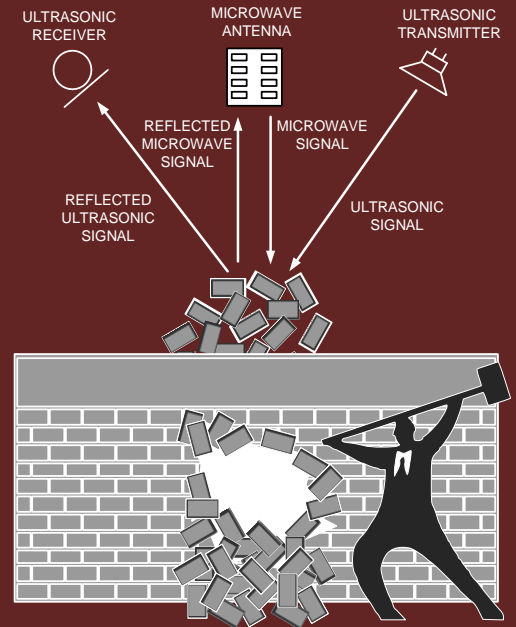 ULTRASONIC
RECEIVER
MICROWAVE
ANTENNA
ULTRASONIC
TRANSMITTER
REFLECTED
MICROWAVE
SIGNAL
MICROWAVE
SIGNAL
REFLECTED
ULTRASONIC
SIGNAL
ULTRASONIC
SIGNAL